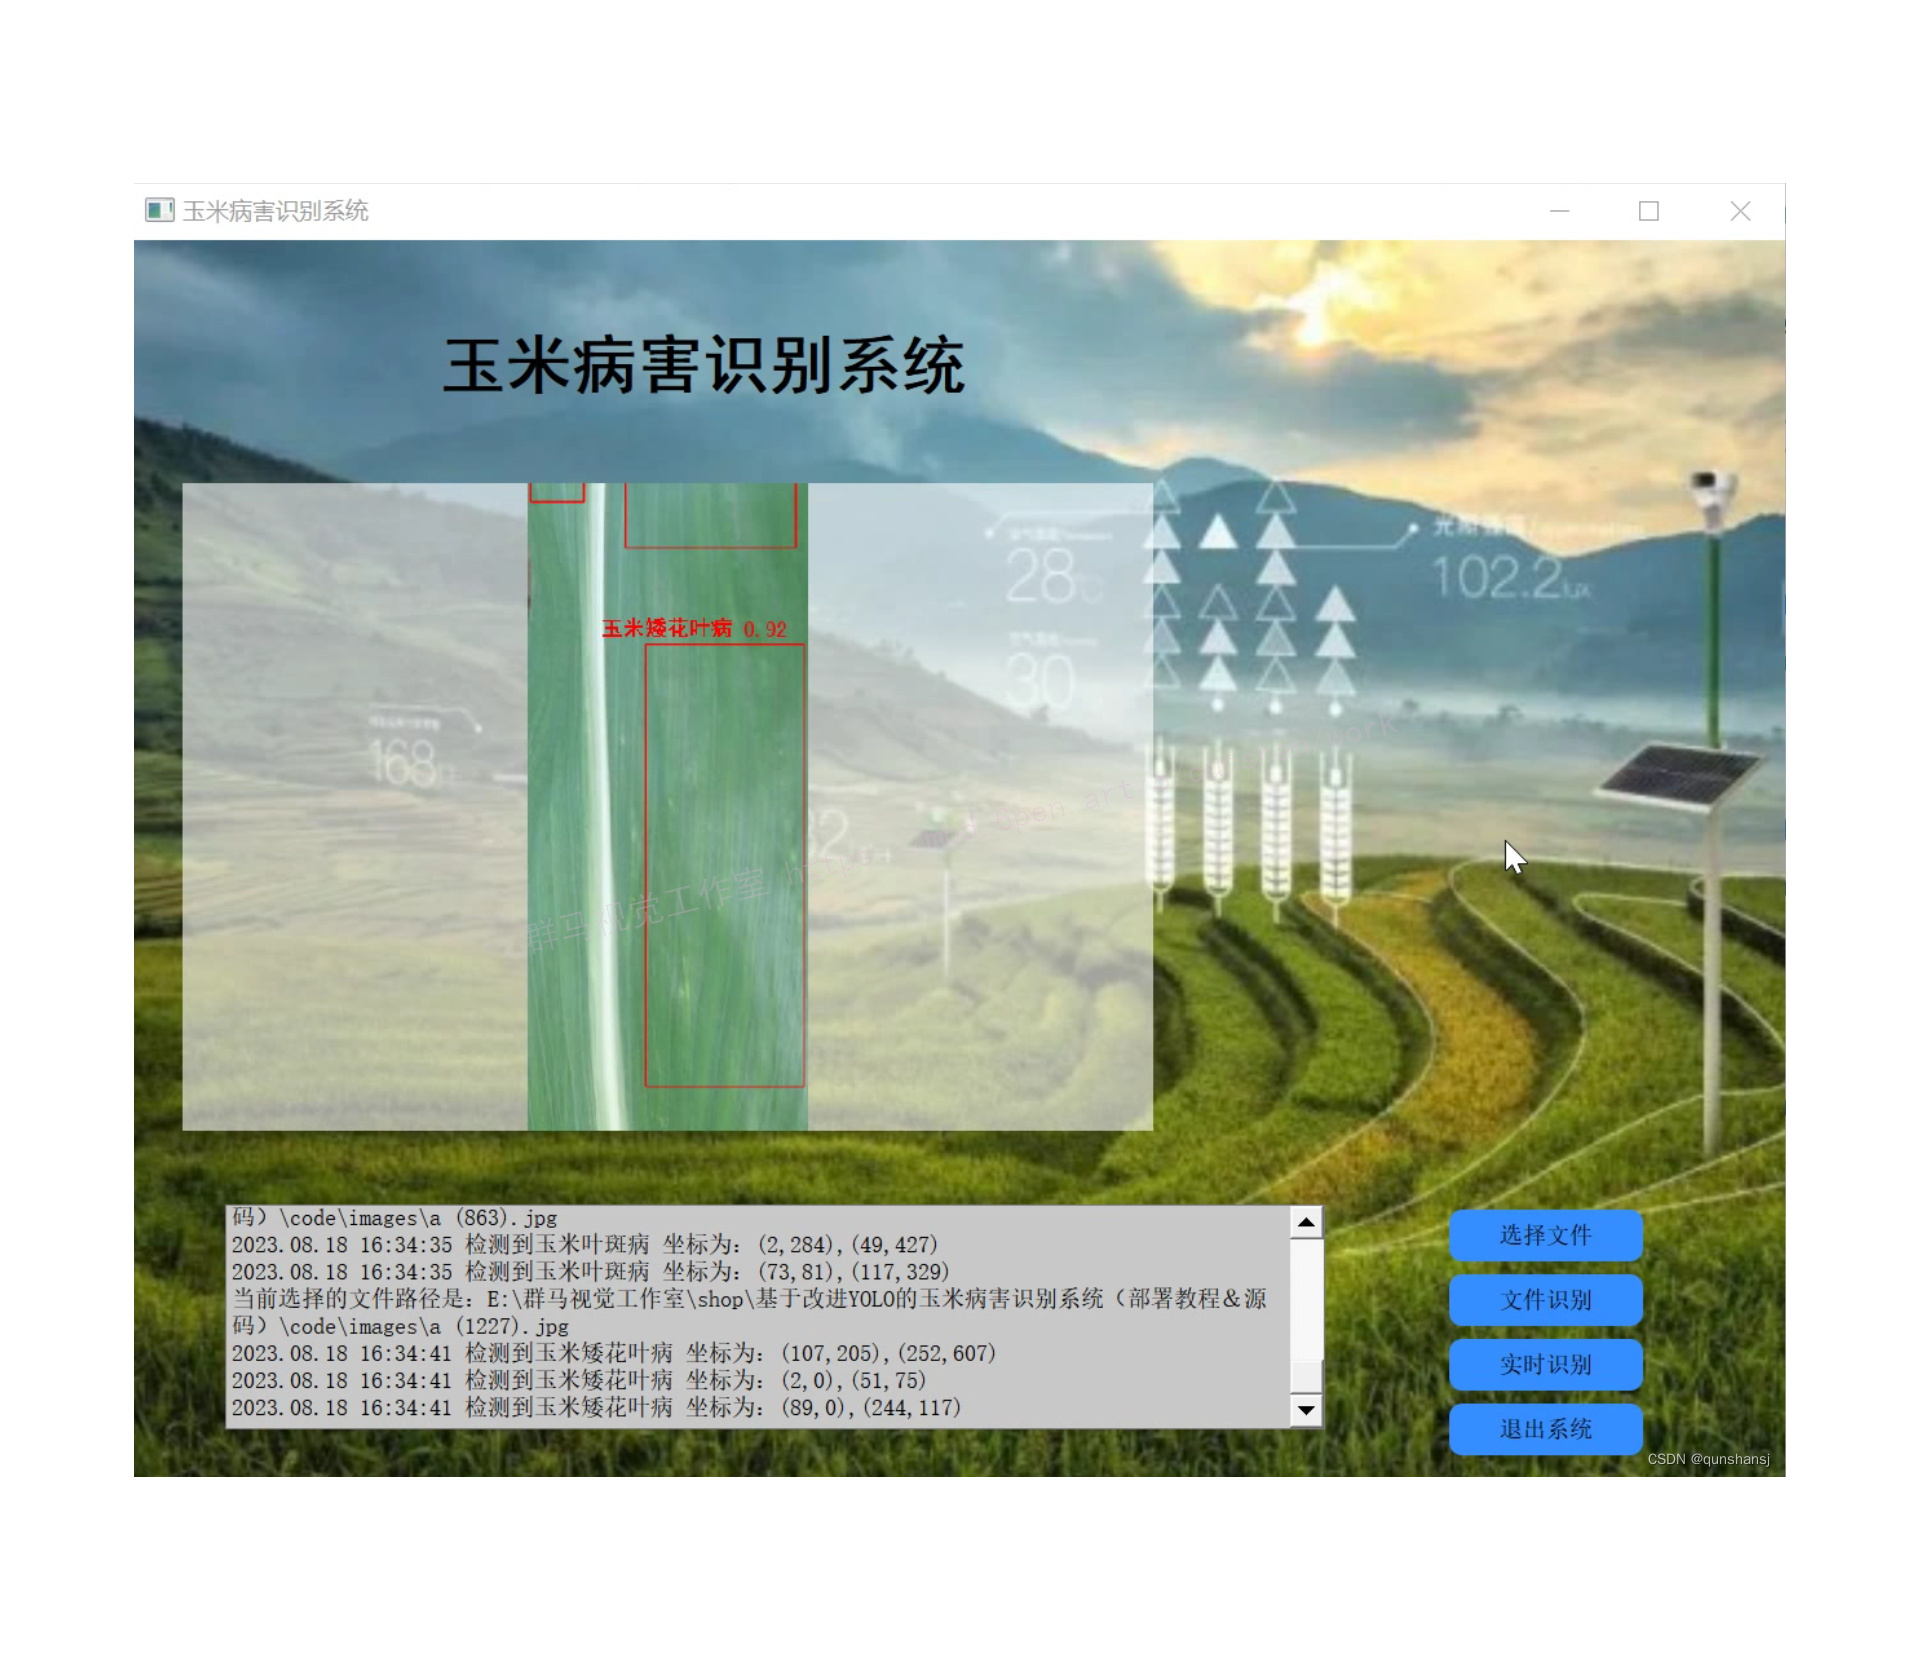 玉米病害识别系统
玉米病害识别系统
28
光照强度
102.2lux
30
玉米矮花叶病 0.92
168
群马视觉工作室
open art
work
码）\code\images\a (863).jpg
2023.08.18 16:34:35 检测到玉米叶斑病 坐标为：(2,284),(49,427)
2023.08.18 16:34:35 检测到玉米叶斑病 坐标为：(73,81),(117,329)
当前选择的文件路径是：E:\群马视觉工作室\shop\基于改进YOLO的玉米病害识别系统（部署教程&源
码）\code\images\a (1227).jpg
2023.08.18 16:34:41 检测到玉米矮花叶病 坐标为：(107,205),(252,607)
2023.08.18 16:34:41 检测到玉米矮花叶病 坐标为：(2,0),(51,75)
2023.08.18 16:34:41 检测到玉米矮花叶病 坐标为：(89,0),(244,117)
选择文件
文件识别
实时识别
退出系统
CSDN @qunshansj